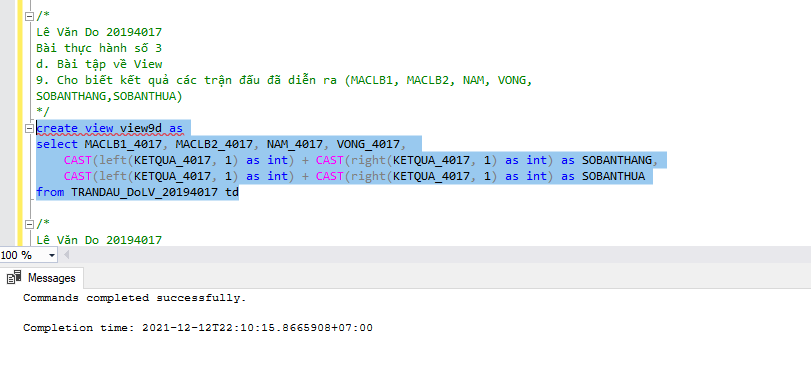 /*
Lê Văn Do 20194017
Bài thực hành số 3
d. Bài tập về View
9. Cho biết kết quả các trận đấu đã diễn ra (MACLB1, MACLB2, NAM, VONG,
SOBANTHANG,SOBANTHUA)
*/
create view view9d as
select MACLB1_4017, MACLB2_4017, NAM_4017, VONG_4017,
CAST(left(KETQUA_4017, 1) as int) + CAST(right(KETQUA_4017, 1) as int) as SOBANTHANG,
CAST(left(KETQUA_4017, 1) as int) + CAST(right(KETQUA_4017, 1) as int) as SOBANTHUA
from TRANDAU_DoLV_20194017 td
/*
Lê Văn Do 20194017
100 %
Messages
Commands completed successfully.
Completion time: 2021-12-12T22:10:15.8665908+07:00